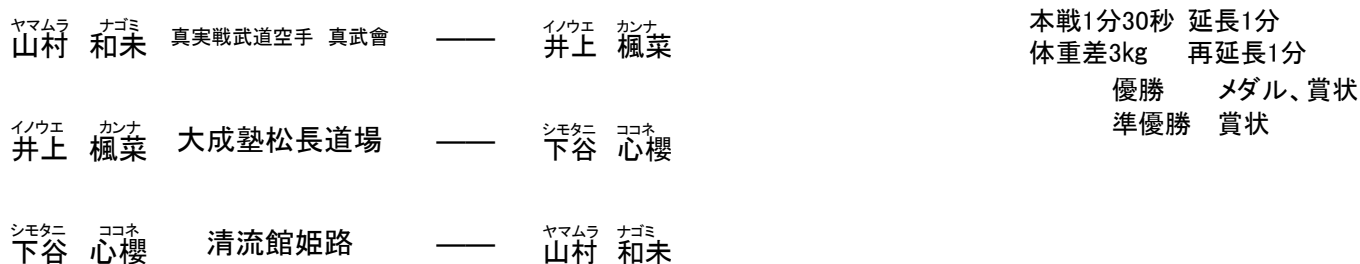 ヤマムラ ナゴミ イノウエ カンナ
山村 和未 真実戦武道空手 真武會 ―― 井上 楓菜
イノウエ カンナ シモタニ ココネ
井上 楓菜 大成塾松長道場 ―― 下谷 心櫻
シモタニ ココネ ヤマムラ ナゴミ
下谷 心櫻 清流館姫路 ―― 山村 和未
本戦1分30秒 延長1分
体重差3㎏ 再延長1分
優勝 メダル、賞状
準優勝 賞状